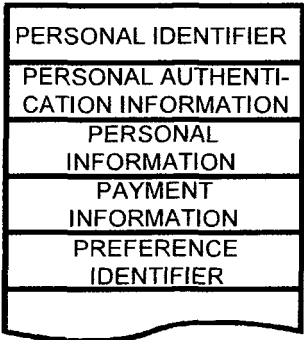 PERSONAL IDENTIFIER
PERSONAL AUTHENTI-
CATION INFORMATION
PERSONAL
INFORMATION
PAYMENT
INFORMATION
PREFERENCE
IDENTIFIER